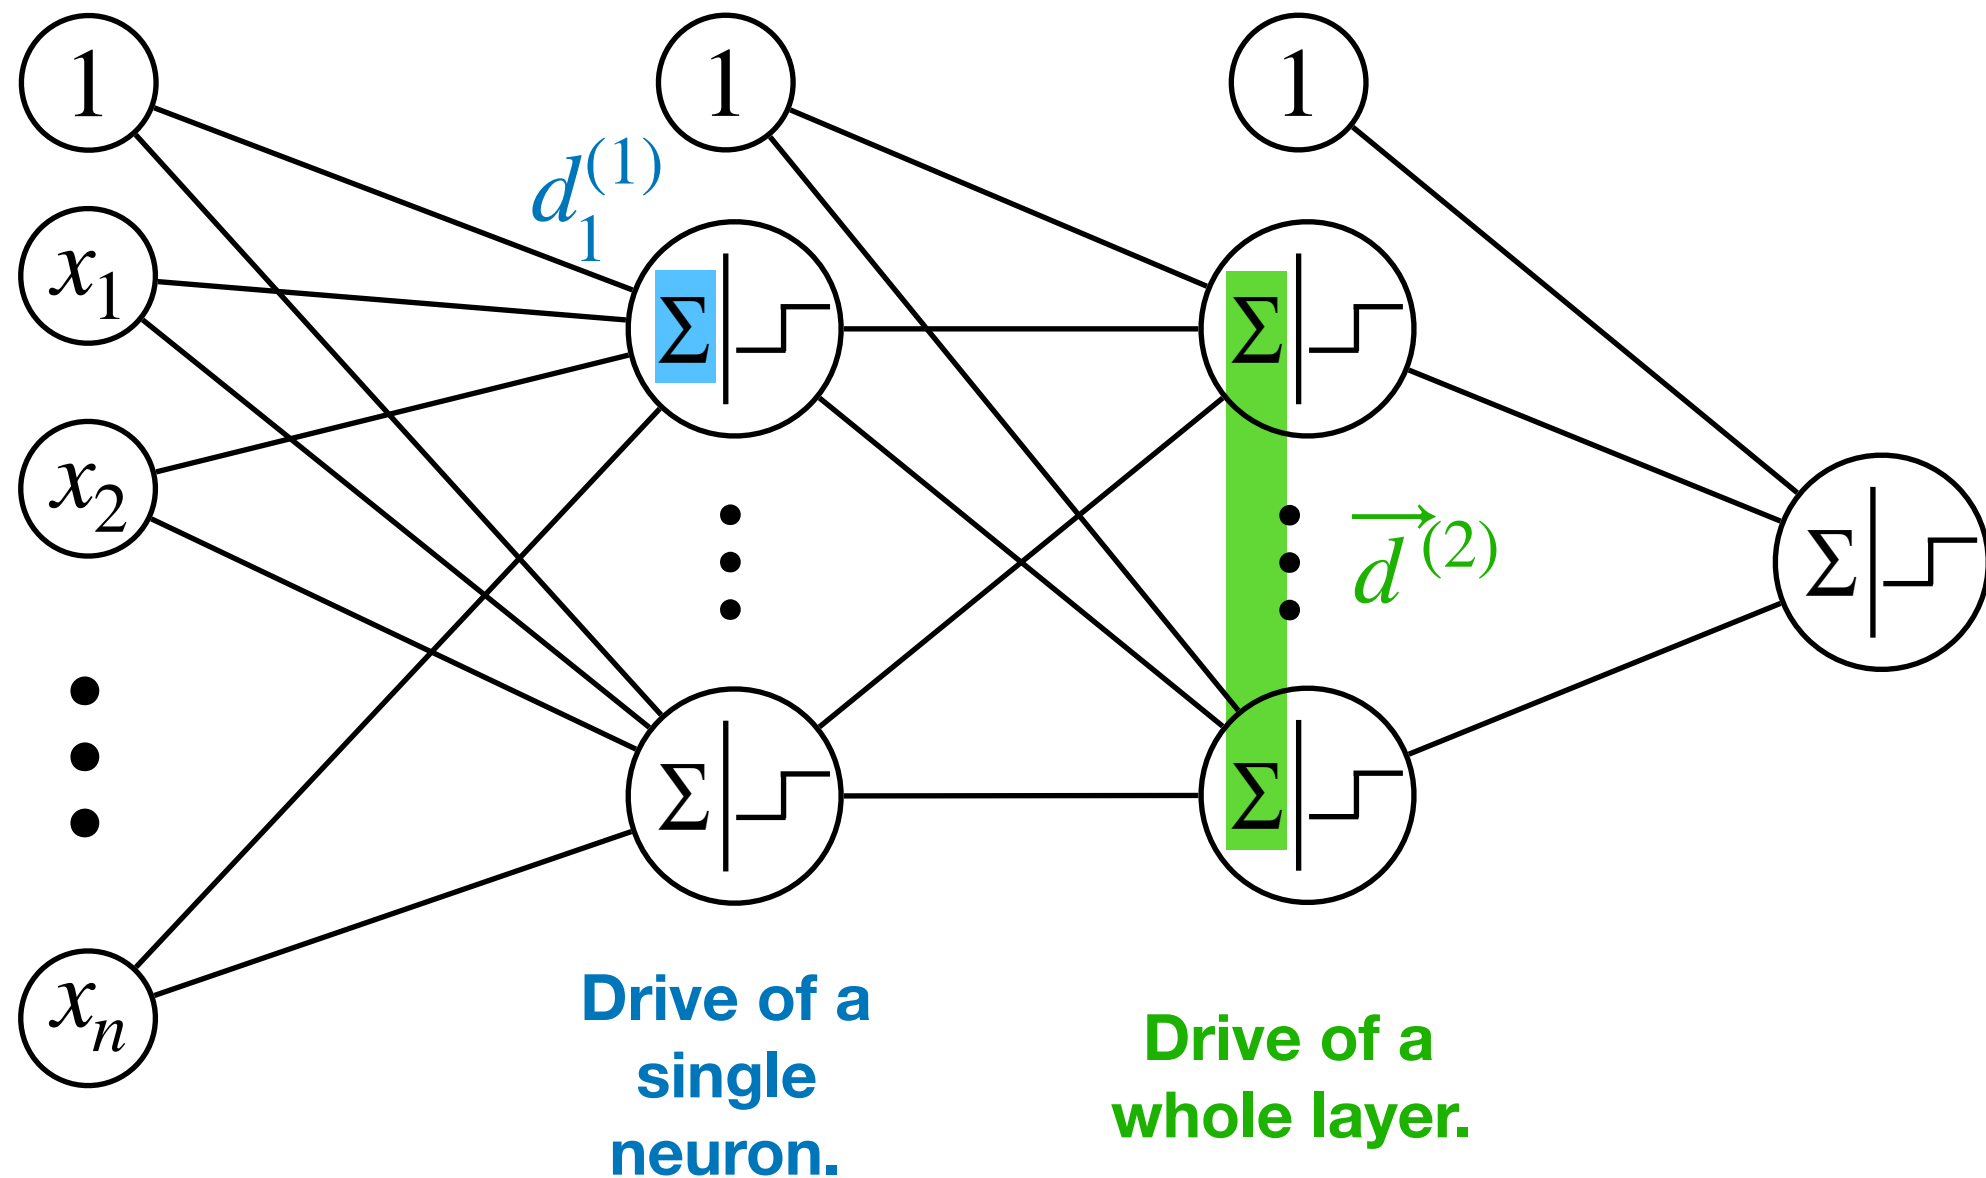 1 1 1
d₁⁽¹⁾
x₁
Σ Σ
x₂
d⃗⁽²⁾
Σ
Σ Σ
xₙ
Drive of a
single
neuron.
Drive of a
whole layer.